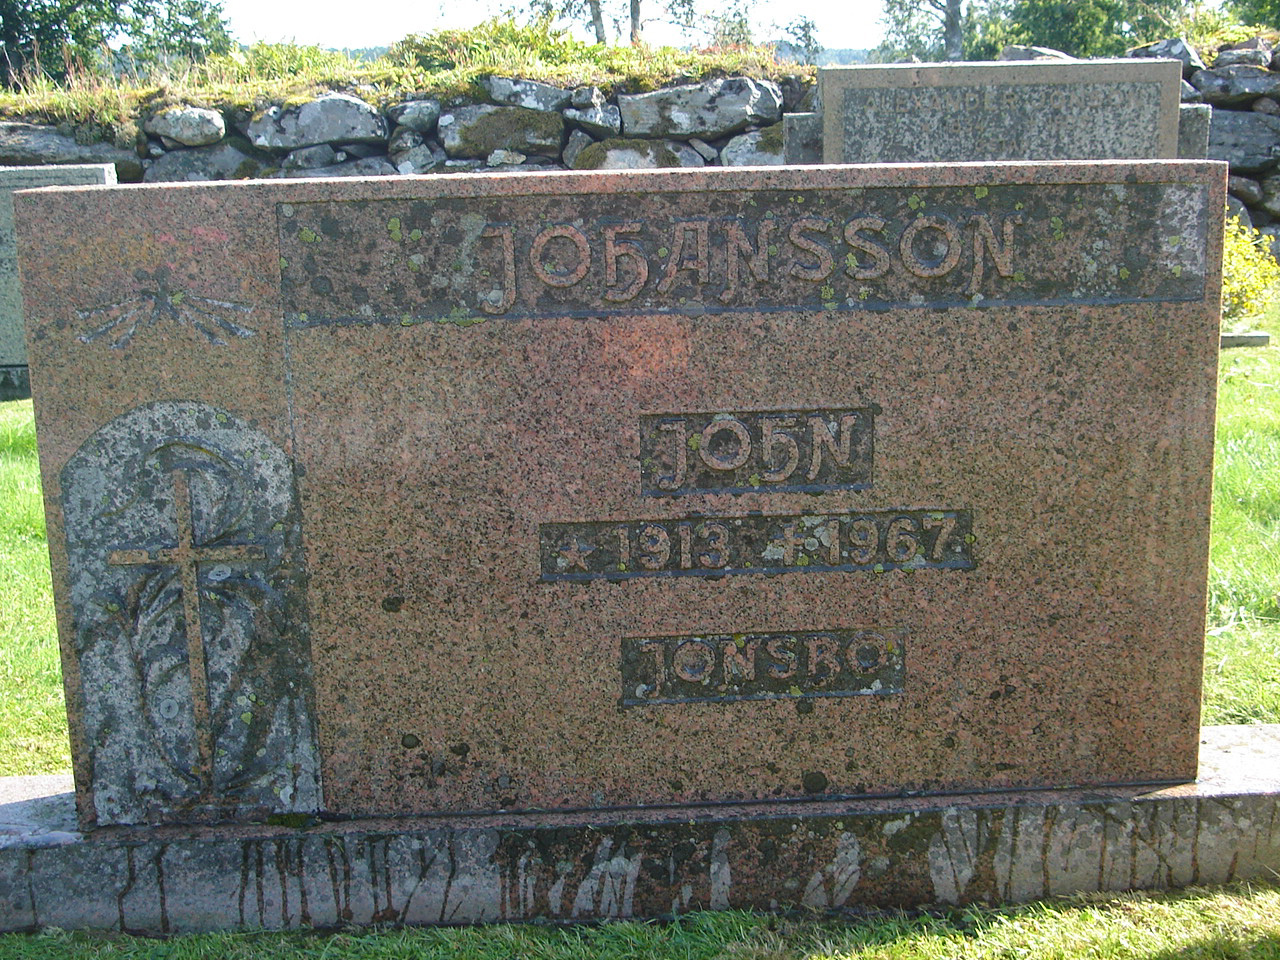 JOHANSSON
JOHN
★ 1913 ✝ 1967
JONSBO